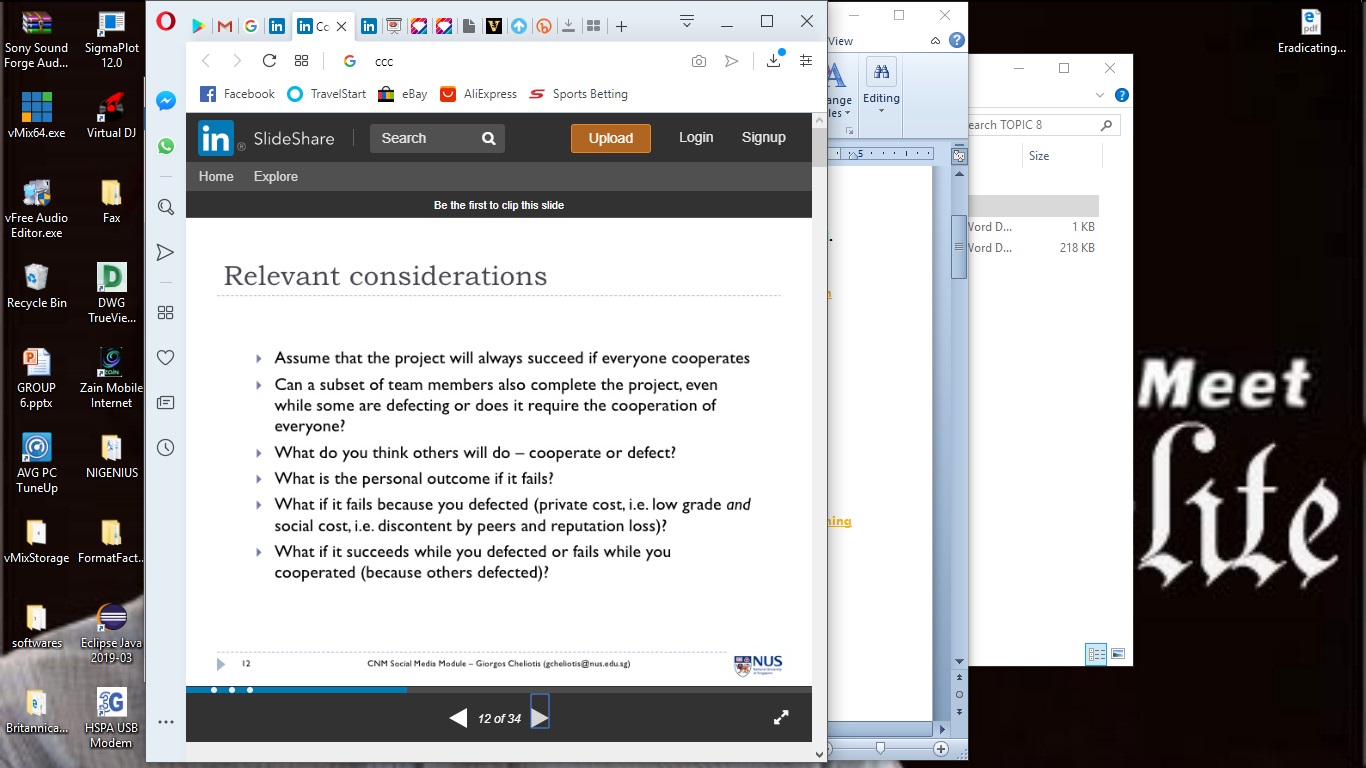 Sony Sound
Forge Aud...
SigmaPlot
12.0
vMix64.exe
Virtual DJ
vFree Audio
Editor.exe
Fax
Recycle Bin
DWG
TrueVie...
GROUP
6.pptx
Zain Mobile
Internet
AVG PC
TuneUp
NIGENIUS
vMixStorage
FormatFact...
softwares
Eclipse Java
2019-03
Britannica...
HSPA USB
Modem
ccc
Facebook
TravelStart
eBay
AliExpress
Sports Betting
in SlideShare
Search
Upload
Login
Signup
Home
Explore
Be the first to clip this slide
Relevant considerations
Assume that the project will always succeed if everyone cooperates
Can a subset of team members also complete the project, even
while some are defecting or does it require the cooperation of
everyone?
What do you think others will do – cooperate or defect?
What is the personal outcome if it fails?
What if it fails because you defected (private cost, i.e. low grade and
social cost, i.e. discontent by peers and reputation loss)?
What if it succeeds while you defected or fails while you
cooperated (because others defected)?
12
CNM Social Media Module – Giorgos Cheliotis (gcheliotis@nus.edu.sg)
NUS
12 of 34
View
Editing
5
TOPIC 8
Size
1 KB
218 KB
Eradicating...
Meet